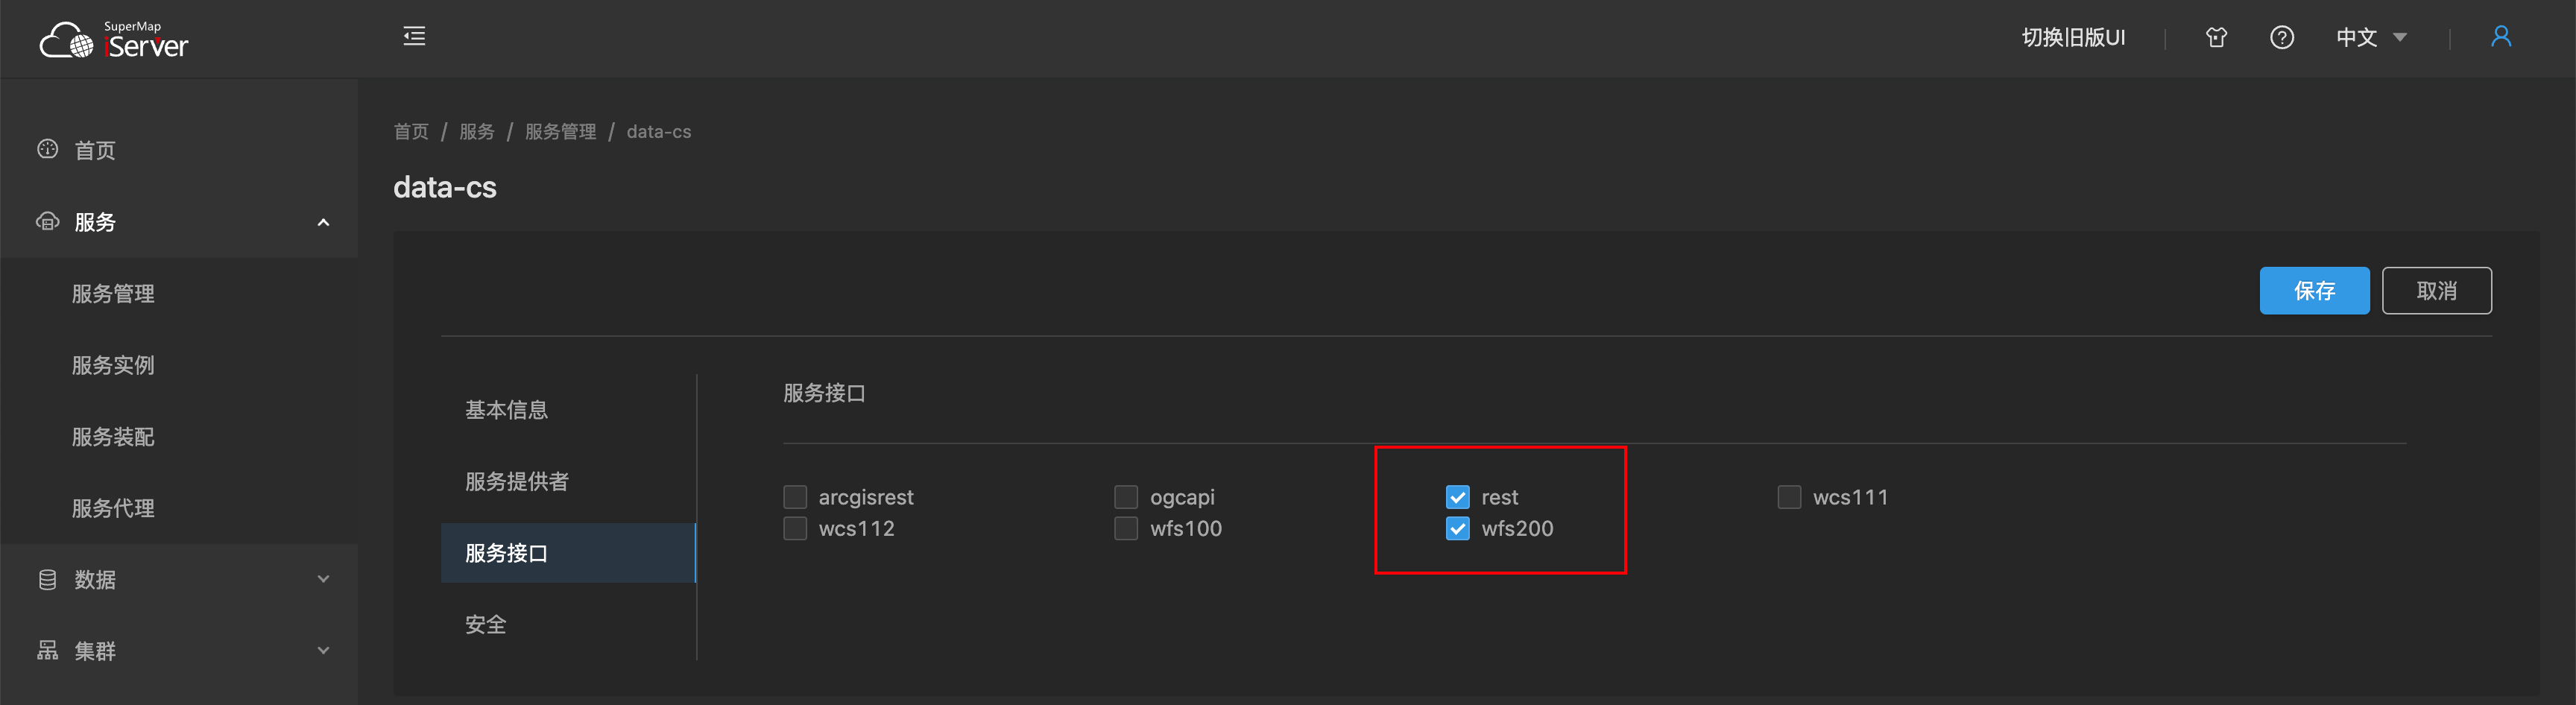 SuperMap
iServer
切换旧版UI
中文
首页
服务
服务管理
服务实例
服务装配
服务代理
数据
集群
首页 / 服务 / 服务管理 / data-cs
data-cs
保存 取消
基本信息
服务提供者
服务接口
安全
服务接口
arcgisrest ogcapi rest wcs111
wcs112 wfs100 wfs200